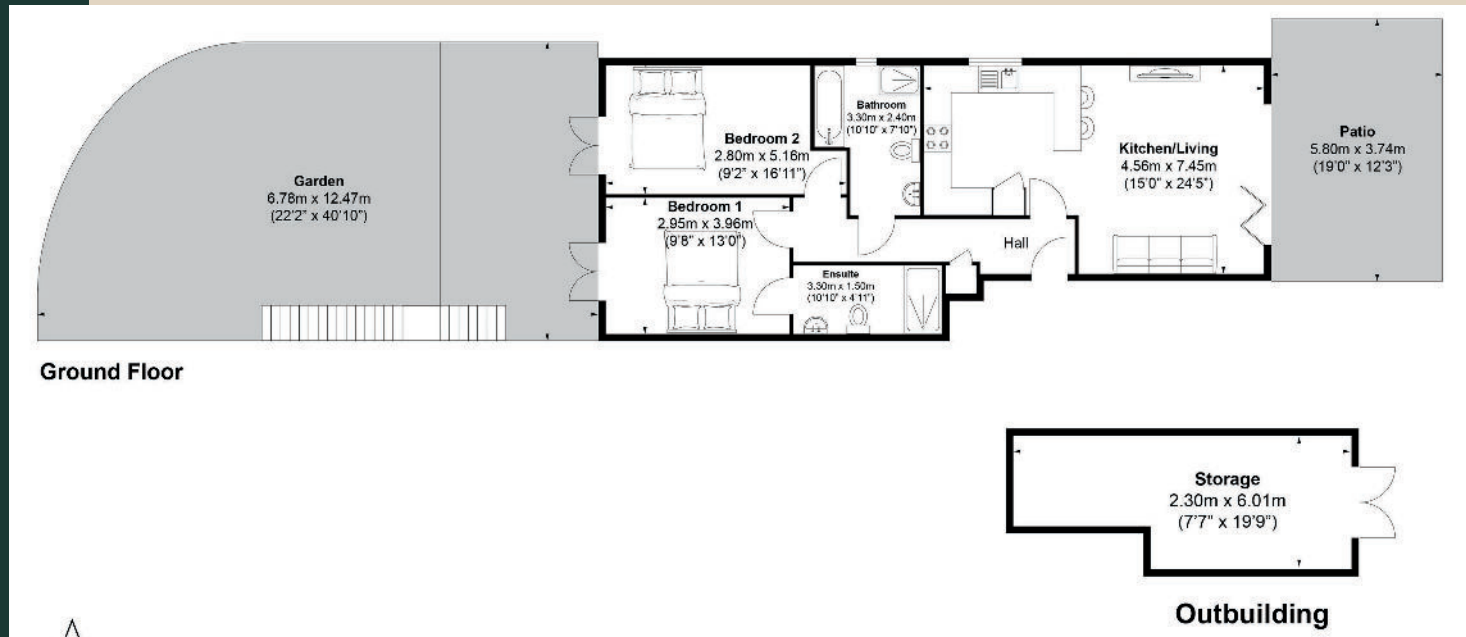 Garden
6.78m x 12.47m
(22'2" x 40'10")
Bedroom 2
2.80m x 5.16m
(9'2" x 16'11")
Bedroom 1
2.95m x 3.96m
(9'8" x 13'0")
Bathroom
3.30m x 2.40m
(10'10" x 7'10")
Ensuite
3.30m x 1.50m
(10'10" x 4'11")
Hall
Kitchen/Living
4.56m x 7.45m
(15'0" x 24'5")
Patio
5.80m x 3.74m
(19'0" x 12'3")
Ground Floor
Storage
2.30m x 6.01m
(7'7" x 19'9")
Outbuilding